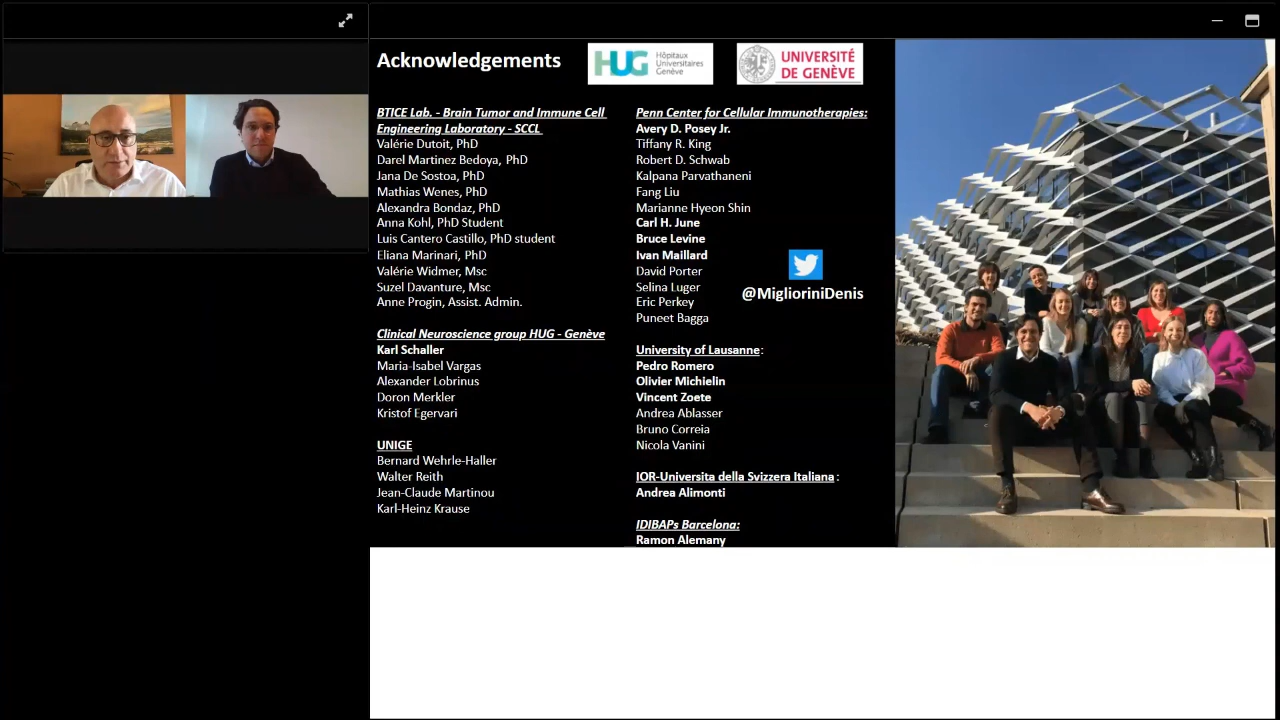 Acknowledgements
HUG
Hôpitaux
Universitaires
Genève
UNIVERSITÉ
DE GENÈVE
BTICE Lab. - Brain Tumor and Immune Cell
Engineering Laboratory - SCCL
Valérie Dutoit, PhD
Darel Martinez Bedoya, PhD
Jana De Sostoa, PhD
Mathias Wenes, PhD
Alexandra Bondaz, PhD
Anna Kohl, PhD Student
Luis Cantero Castillo, PhD student
Eliana Marinari, PhD
Valérie Widmer, Msc
Suzel Davanture, Msc
Anne Progin, Assist. Admin.
Clinical Neuroscience group HUG - Genève
Karl Schaller
Maria-Isabel Vargas
Alexander Lobrinus
Doron Merkler
Kristof Egervari
UNIGE
Bernard Wehrle-Haller
Walter Reith
Jean-Claude Martinou
Karl-Heinz Krause
Penn Center for Cellular Immunotherapies:
Avery D. Posey Jr.
Tiffany R. King
Robert D. Schwab
Kalpana Parvathaneni
Fang Liu
Marianne Hyeon Shin
Carl H. June
Bruce Levine
Ivan Maillard
David Porter
Selina Luger
Eric Perkey
Puneet Bagga
@MiglioriniDenis
University of Lausanne:
Pedro Romero
Olivier Michielin
Vincent Zoete
Andrea Ablasser
Bruno Correia
Nicola Vanini
IOR-Universita della Svizzera Italiana :
Andrea Alimonti
IDIBAPs Barcelona:
Ramon Alemany